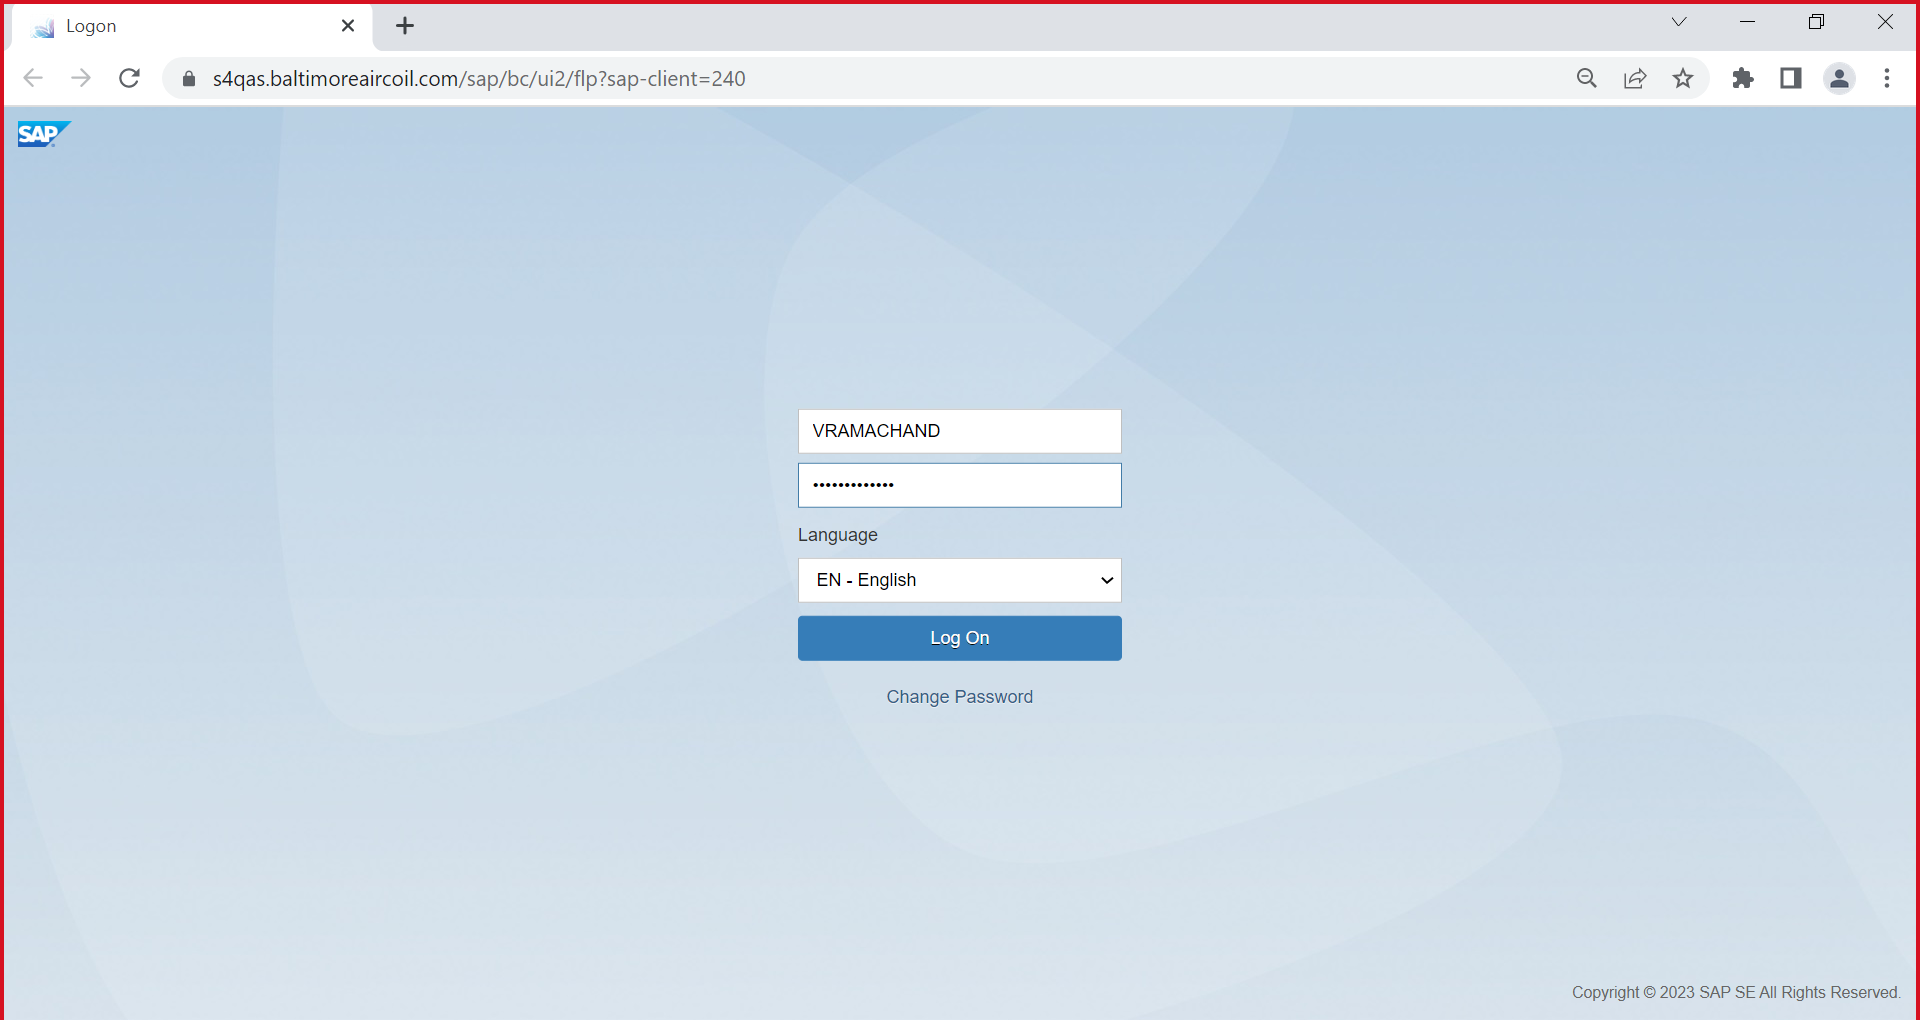 Logon
s4qas.baltimoreaircoil.com/sap/bc/ui2/flp?sap-client=240
SAP
VRAMACHAND
•••••••••••••
Language
EN - English
Log On
Change Password
Copyright © 2023 SAP SE All Rights Reserved.